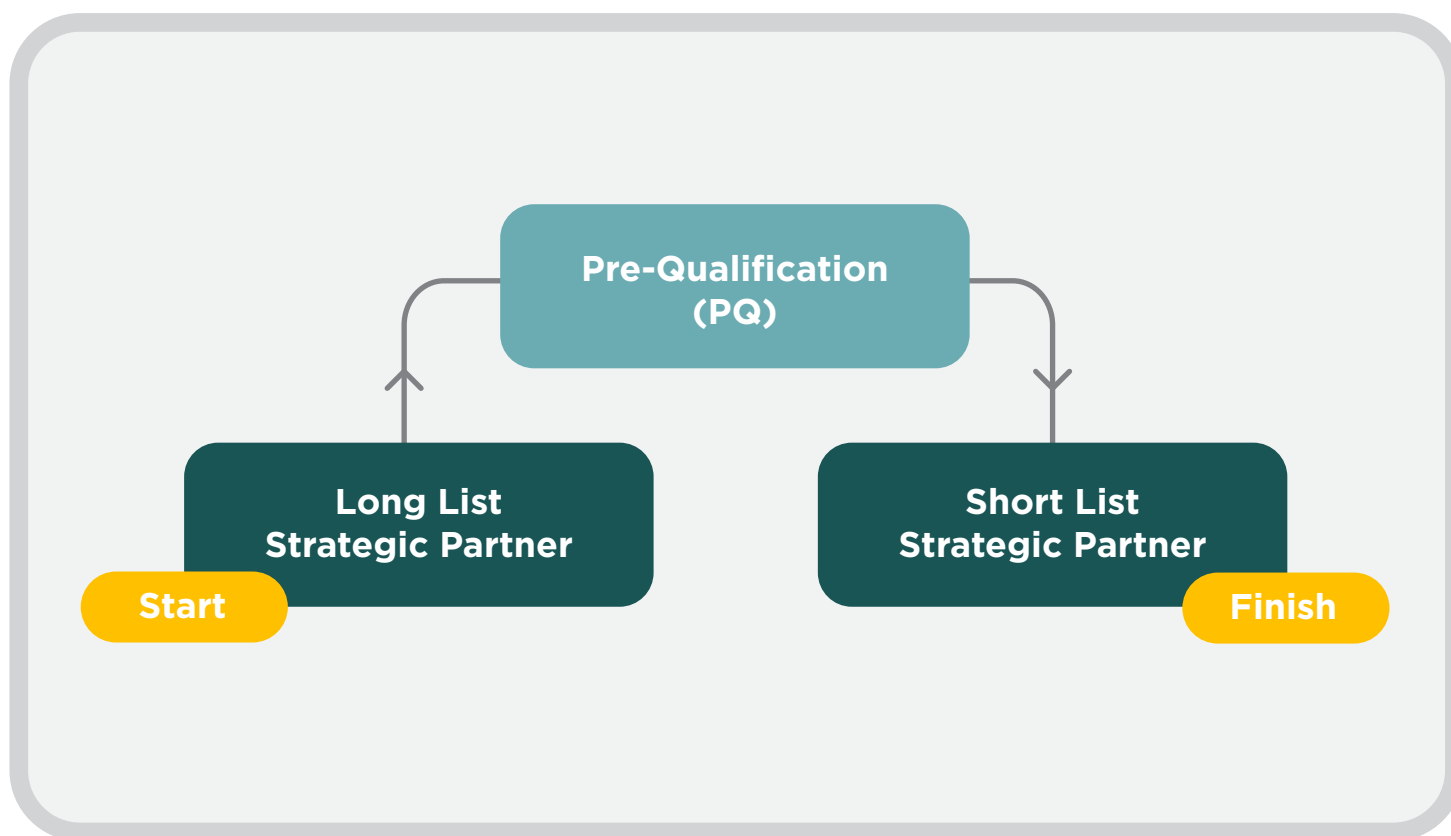 Pre-Qualification
(PQ)
Long List
Strategic Partner
Start
Short List
Strategic Partner
Finish